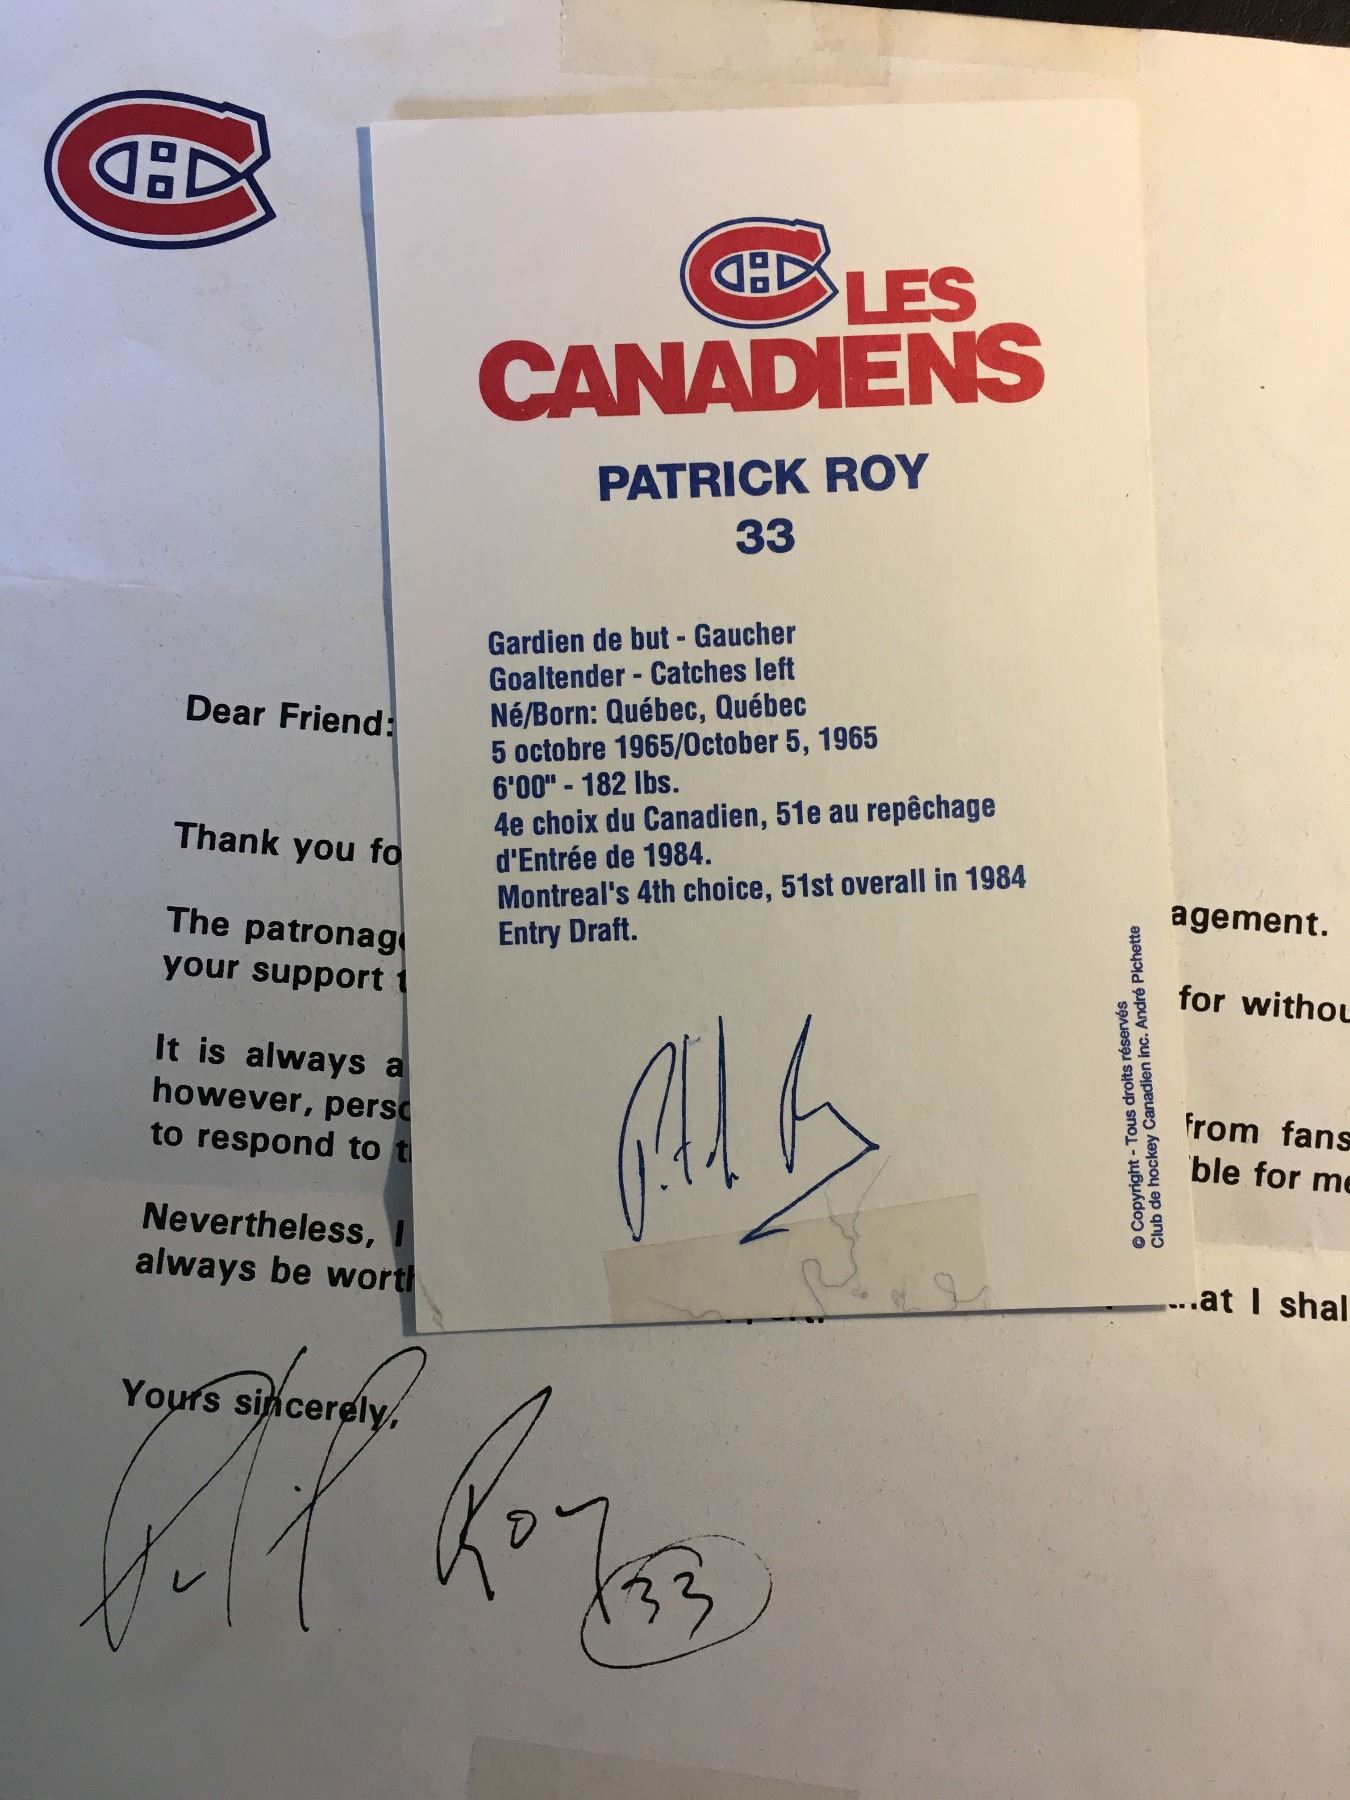 LES
CANADIENS
PATRICK ROY
33
Gardien de but - Gaucher
Goaltender - Catches left
Né/Born: Québec, Québec
5 octobre 1965/October 5, 1965
6'00" - 182 lbs.
4e choix du Canadien, 51e au repêchage
d'Entrée de 1984.
Montreal's 4th choice, 51st overall in 1984
Entry Draft.
© Copyright - Tous droits réservés
Club de hockey Canadien inc. André Pichette
Dear Friend:
Thank you fo
The patronag
agement.
your support t
for withou
It is always a
however, perso
from fans
to respond to t
ble for me
Nevertheless, I
always be worth
at I shal
Yours sincerely,
Roy
33